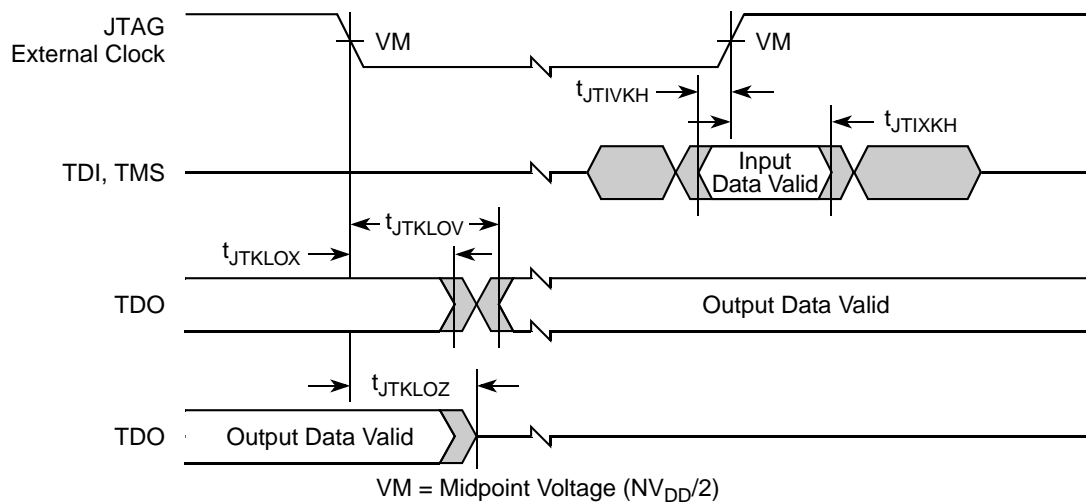 JTAG
External Clock
VM
VM
tJTIVKH
tJTIXKH
TDI, TMS
Input
Data Valid
tJTKLOV
tJTKLOX
TDO
Output Data Valid
tJTKLOZ
TDO
Output Data Valid
VM = Midpoint Voltage (NVDD/2)